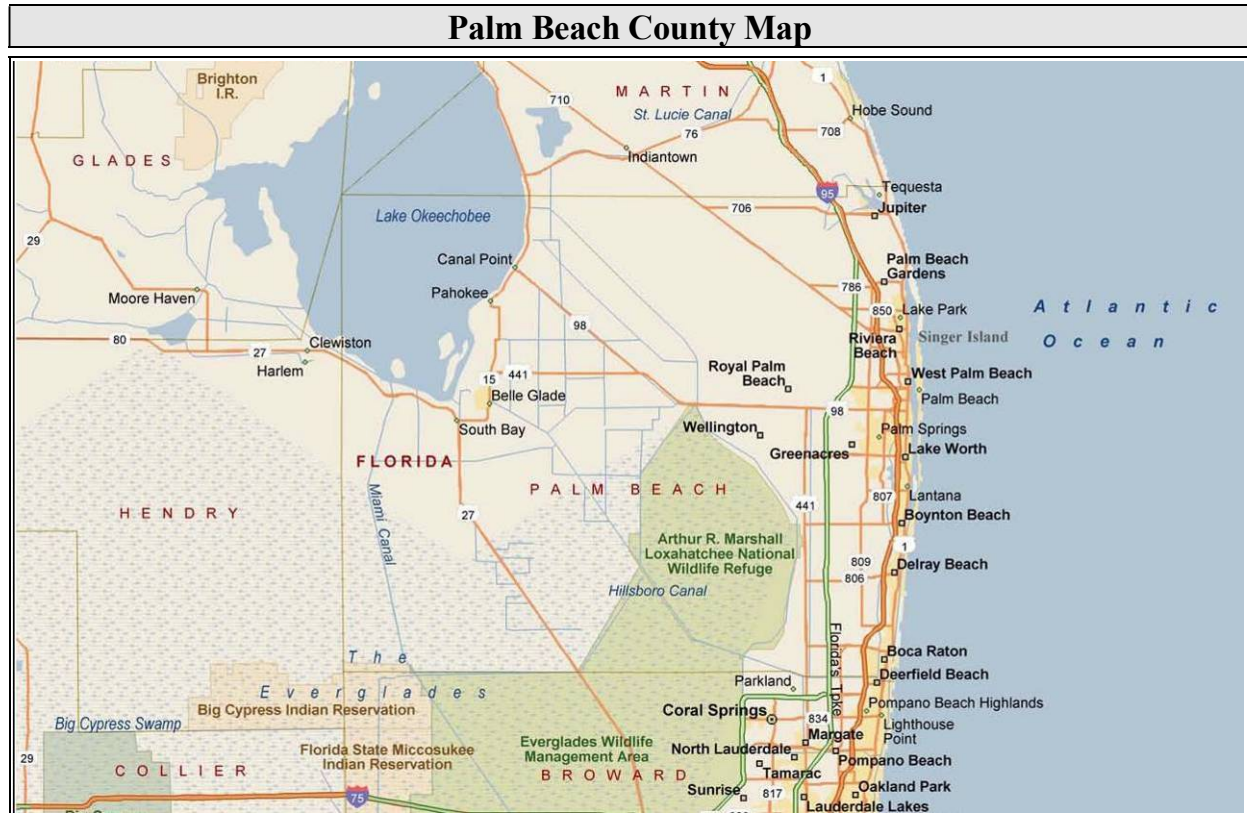 Palm Beach County Map
Brighton
I.R.
MARTIN
1
710
St. Lucie Canal
Hobe Sound
76
708
GLADES
Indiantown
95
Tequesta
706
Jupiter
Lake Okeechobee
29
Canal Point
Palm Beach
Gardens
Moore Haven
Pahokee
786
Lake Park
850
Atlantic
Ocean
98
80
27
Clewiston
Riviera
Beach
Singer Island
Harlem
Royal Palm
Beach
15
441
West Palm Beach
Belle Glade
Palm Beach
98
South Bay
Wellington
Palm Springs
Greenacres
Lake Worth
FLORIDA
PALM BEACH
807
Lantana
HENDRY
Miami Canal
27
441
Boynton Beach
Arthur R. Marshall
Loxahatchee National
Wildlife Refuge
1
809
Delray Beach
806
Hillsboro Canal
Florida's Tpke
The
Everglades
Boca Raton
Parkland
Deerfield Beach
Big Cypress Indian Reservation
Pompano Beach Highlands
Big Cypress Swamp
Coral Springs
834
Lighthouse
Point
Florida State Miccosukee
Indian Reservation
Everglades Wildlife
Management Area
North Lauderdale
Margate
29
Pompano Beach
COLLIER
BROWARD
Tamarac
Sunrise
817
Oakland Park
75
Lauderdale Lakes